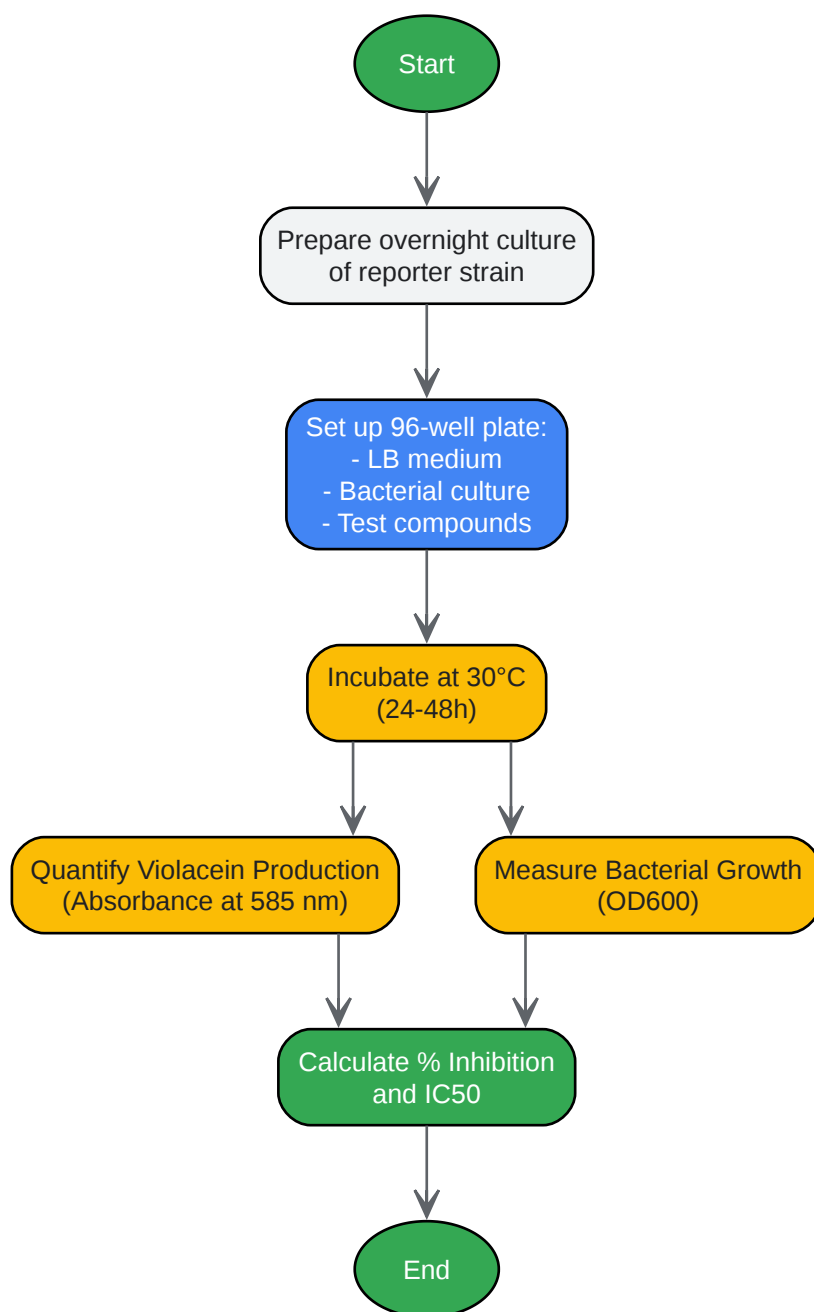 Start
Prepare overnight culture
of reporter strain
Set up 96-well plate:
- LB medium
- Bacterial culture
- Test compounds
Incubate at 30°C
(24-48h)
Quantify Violacein Production
(Absorbance at 585 nm)
Measure Bacterial Growth
(OD600)
Calculate % Inhibition
and IC50
End